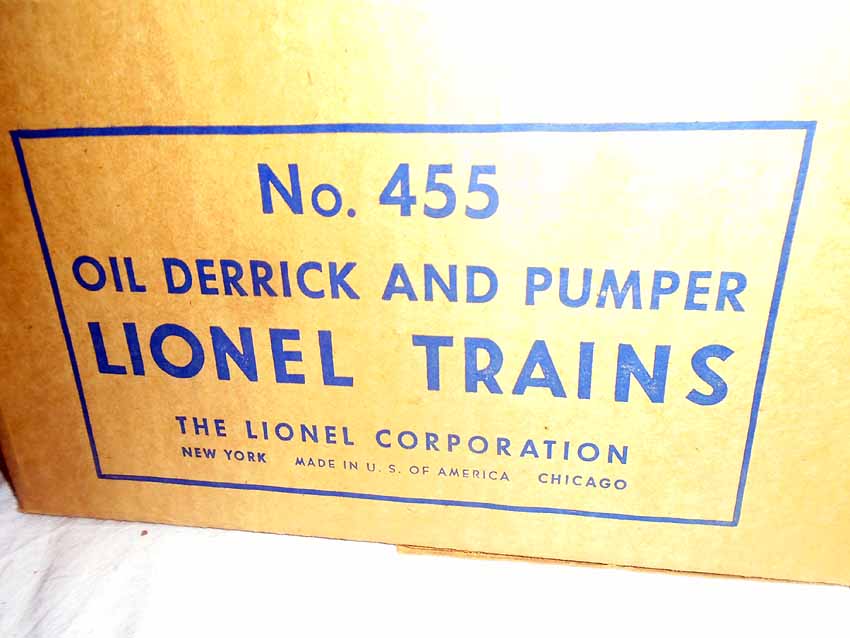 No. 455
OIL DERRICK AND PUMPER
LIONEL TRAINS
THE LIONEL CORPORATION
NEW YORK MADE IN U. S. OF AMERICA CHICAGO